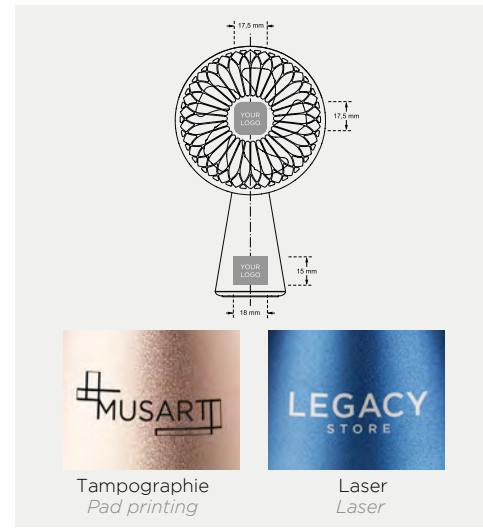 17,5 mm
YOUR
LOGO
17,5 mm
YOUR
LOGO
15 mm
18 mm
MUSART
LEGACY
STORE
Tampographie
Pad printing
Laser
Laser